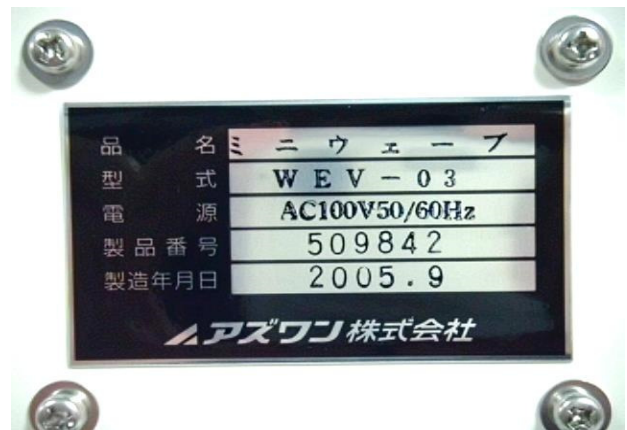 品名 ミニウェーブ
型式 WEV-03
電源 AC100V50/60Hz
製品番号 509842
製造年月日 2005.9
アズワン株式会社